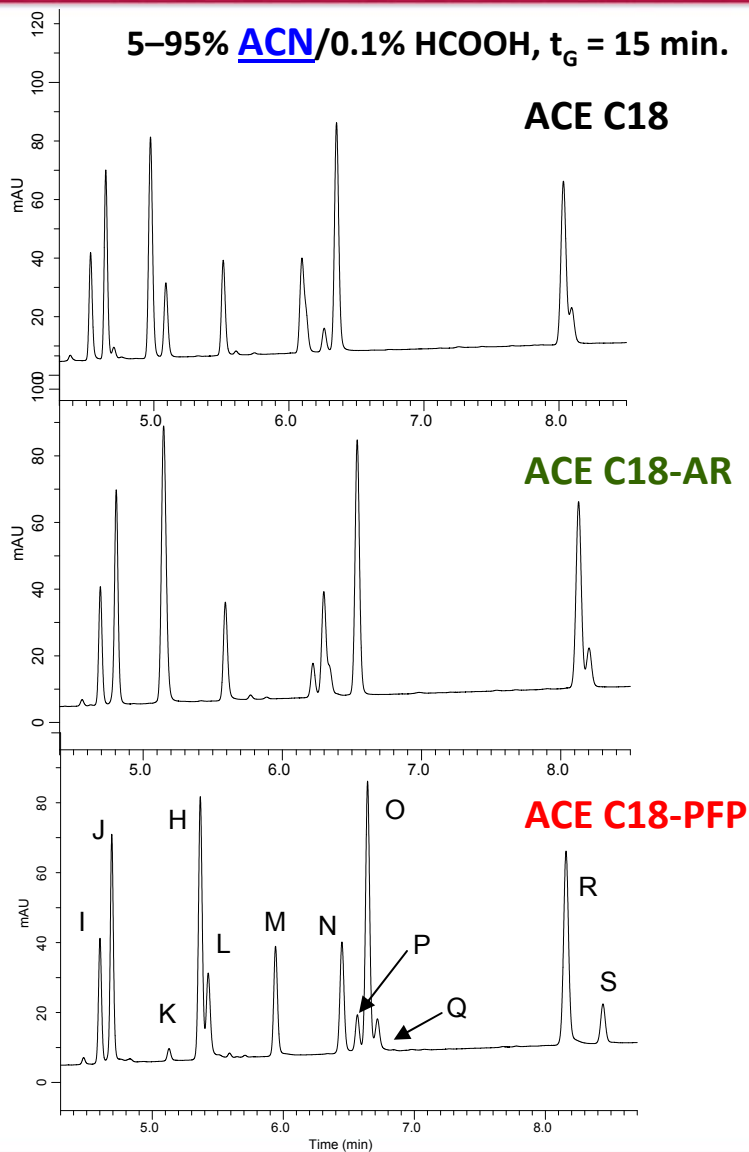 5–95% ACN/0.1% HCOOH, tG = 15 min.
ACE C18
120
100
80
60
40
20
mAU
5.0 6.0 7.0 8.0
100
ACE C18-AR
80
60
40
20
0
mAU
5.0 6.0 7.0 8.0
ACE C18-PFP
80
60
40
20
0
mAU
I J K H L M N O P Q R S
5.0 6.0 7.0 8.0
Time (min)